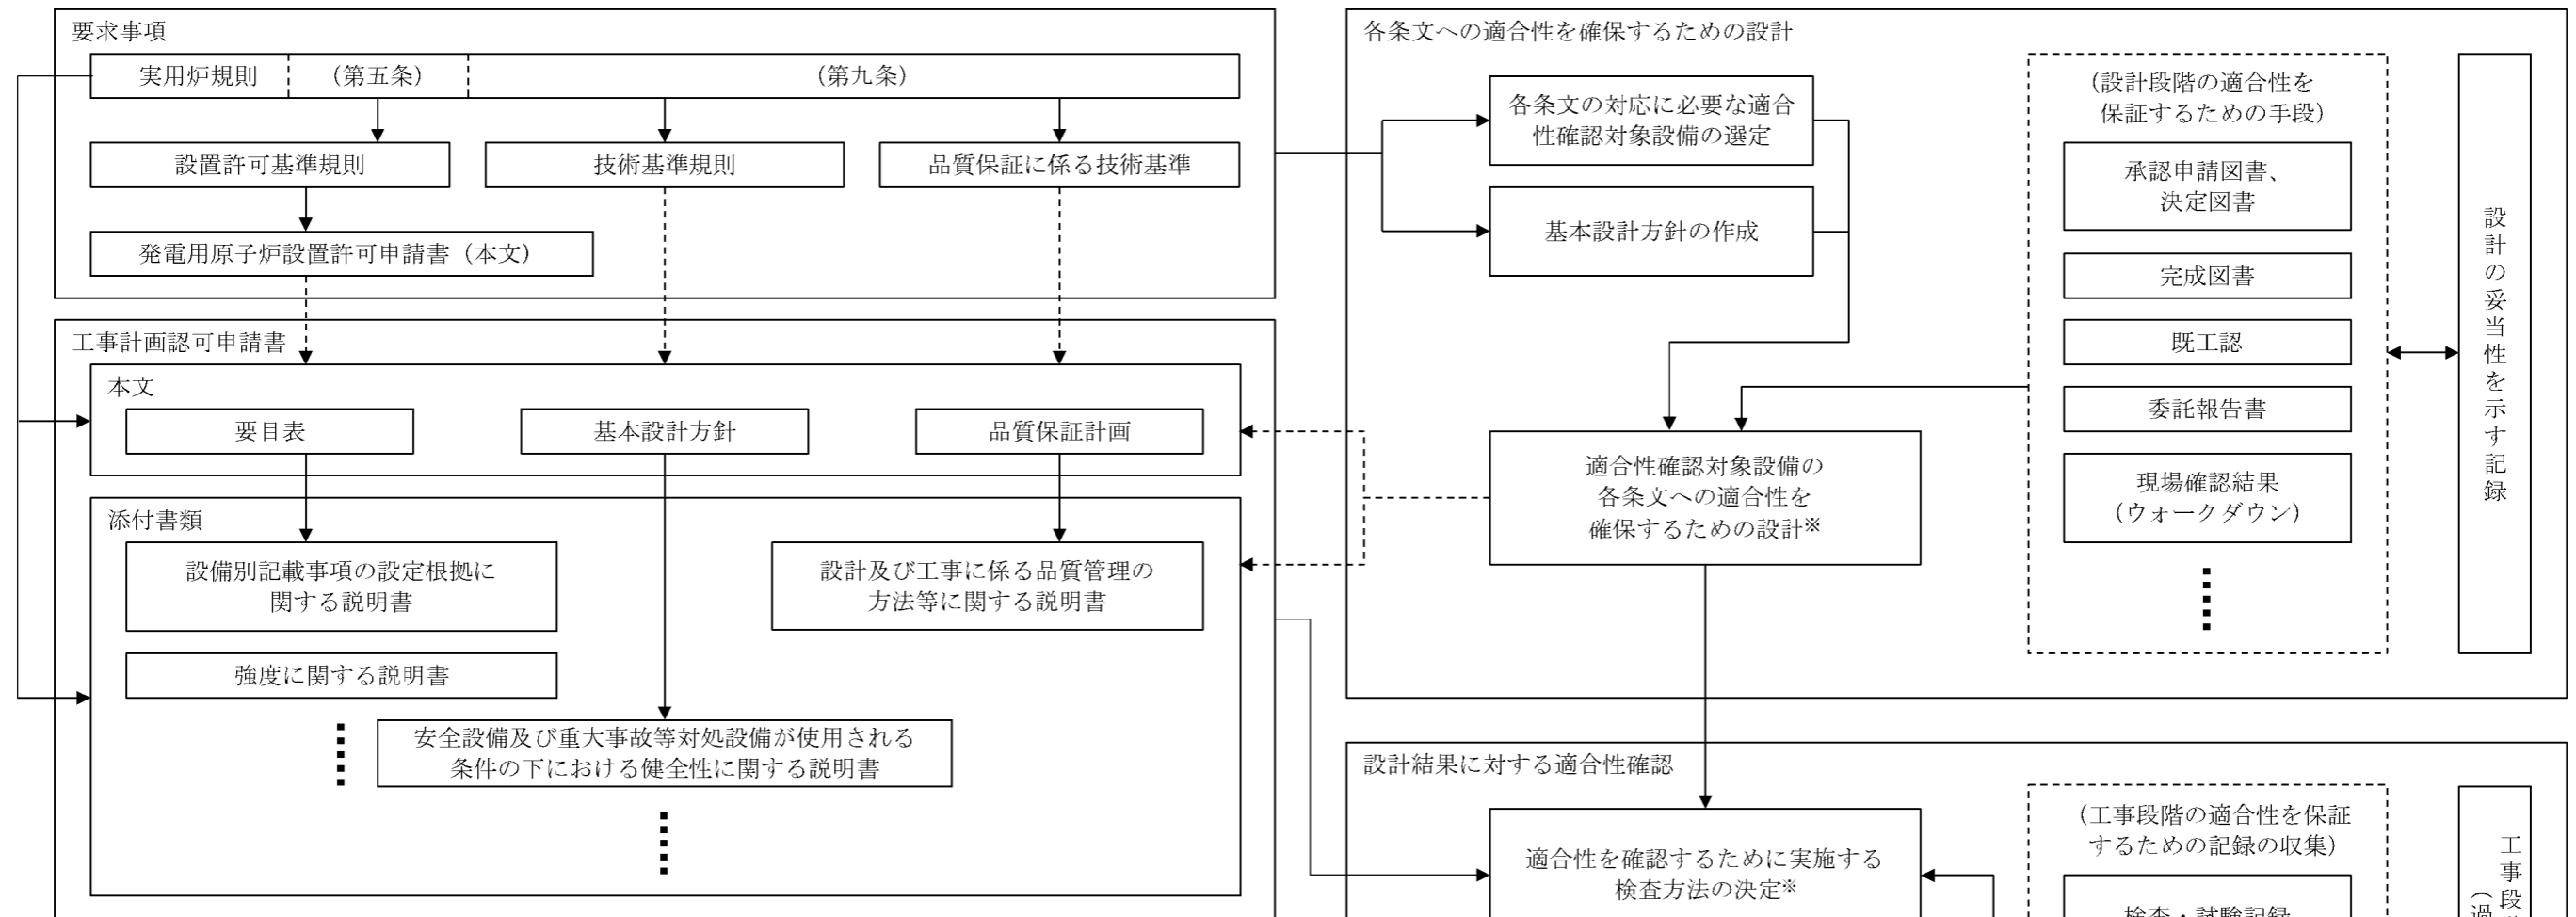 要求事項
実用炉規則
(第五条)
(第九条)
設置許可基準規則
技術基準規則
品質保証に係る技術基準
発電用原子炉設置許可申請書（本文）
工事計画認可申請書
本文
要目表
基本設計方針
品質保証計画
添付書類
設備別記載事項の設定根拠に
関する説明書
設計及び工事に係る品質管理の
方法等に関する説明書
強度に関する説明書
安全設備及び重大事故等対処設備が使用される
条件の下における健全性に関する説明書
各条文への適合性を確保するための設計
各条文の対応に必要な適合
性確認対象設備の選定
基本設計方針の作成
適合性確認対象設備の
各条文への適合性を
確保するための設計※
(設計段階の適合性を
保証するための手段)
承認申請図書、
決定図書
完成図書
既工認
委託報告書
現場確認結果
（ウォークダウン）
設計の妥当性を示す記録
設計結果に対する適合性確認
適合性を確認するために実施する
検査方法の決定※
(工事段階の適合性を保証
するための記録の収集)
検査・試験記録
工事段
(過